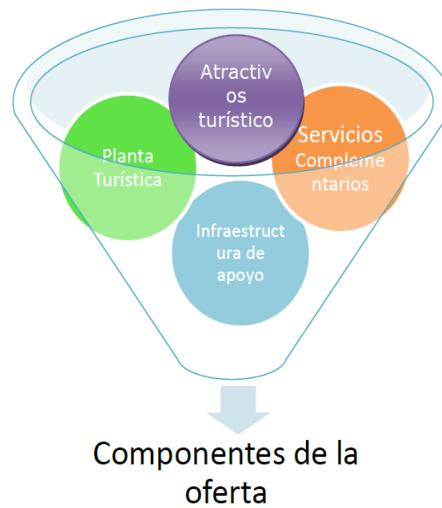 Atractiv
os
turístico
Planta
Turística
Servicios
Compleme
ntarios
Infraestruct
ura de
apoyo
Componentes de la
oferta